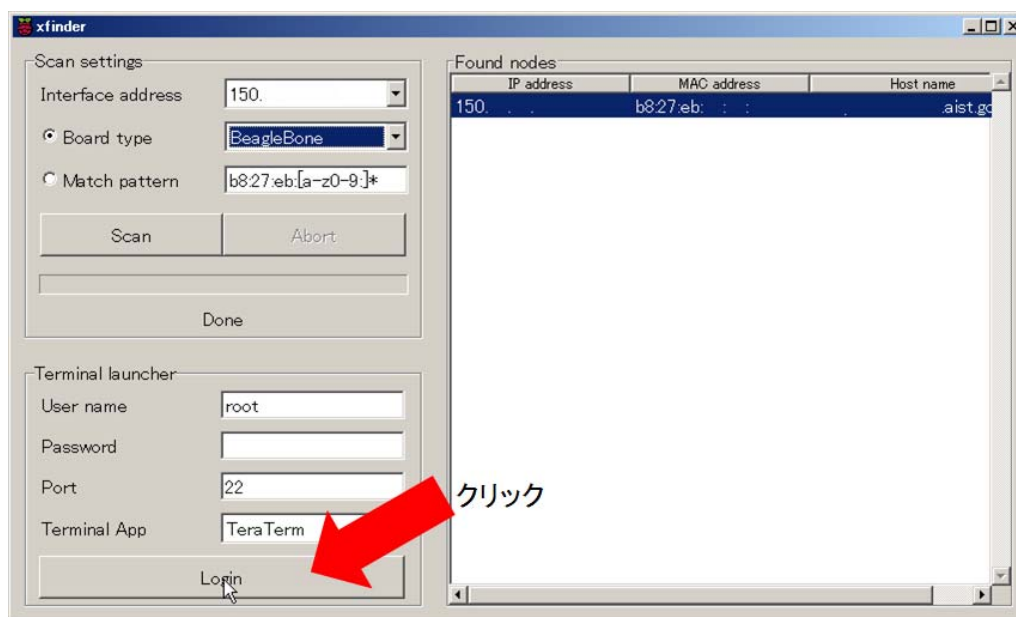 xfinder
Scan settings
Interface address 150.
Board type BeagleBone
Match pattern b8:27:eb:[a-z0-9:]*
Scan Abort
Done
Terminal launcher
User name root
Password
Port 22
Terminal App TeraTerm
Login
Found nodes
IP address MAC address Host name
150. . . b8:27:eb: : : . .aist.go
クリック